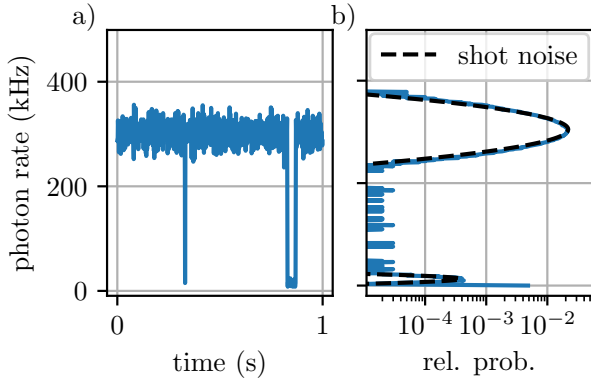 a)
b)
photon rate (kHz)
400
200
0
0
1
time (s)
shot noise
10⁻⁴
10⁻³
10⁻²
rel. prob.